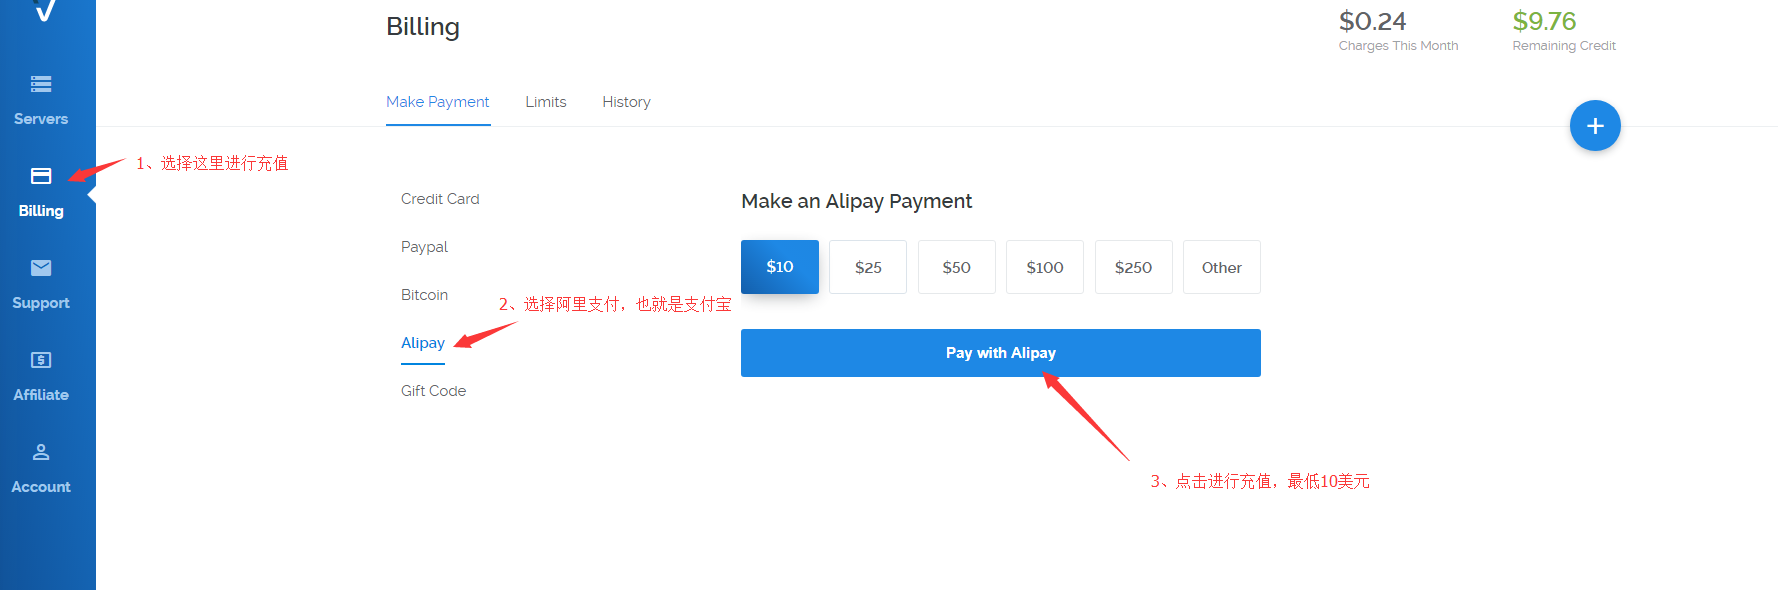 Billing
$0.24
Charges This Month
$9.76
Remaining Credit
Make Payment
Limits
History
+
Servers
Billing
Support
Affiliate
Account
1、选择这里进行充值
Credit Card
Paypal
Bitcoin
Alipay
Gift Code
2、选择阿里支付，也就是支付宝
Make an Alipay Payment
$10
$25
$50
$100
$250
Other
Pay with Alipay
3、点击进行充值，最低10美元